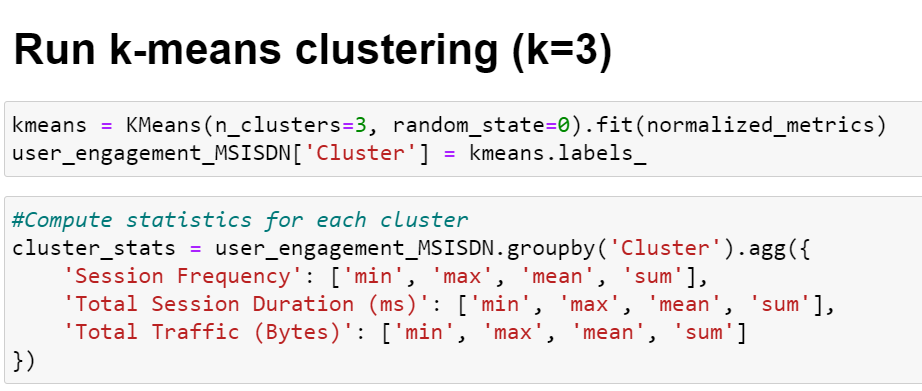 Run k-means clustering (k=3)
kmeans = KMeans(n_clusters=3, random_state=0).fit(normalized_metrics)
user_engagement_MSISDN['Cluster'] = kmeans.labels_
#Compute statistics for each cluster
cluster_stats = user_engagement_MSISDN.groupby('Cluster').agg({
    'Session Frequency': ['min', 'max', 'mean', 'sum'],
    'Total Session Duration (ms)': ['min', 'max', 'mean', 'sum'],
    'Total Traffic (Bytes)': ['min', 'max', 'mean', 'sum']
})